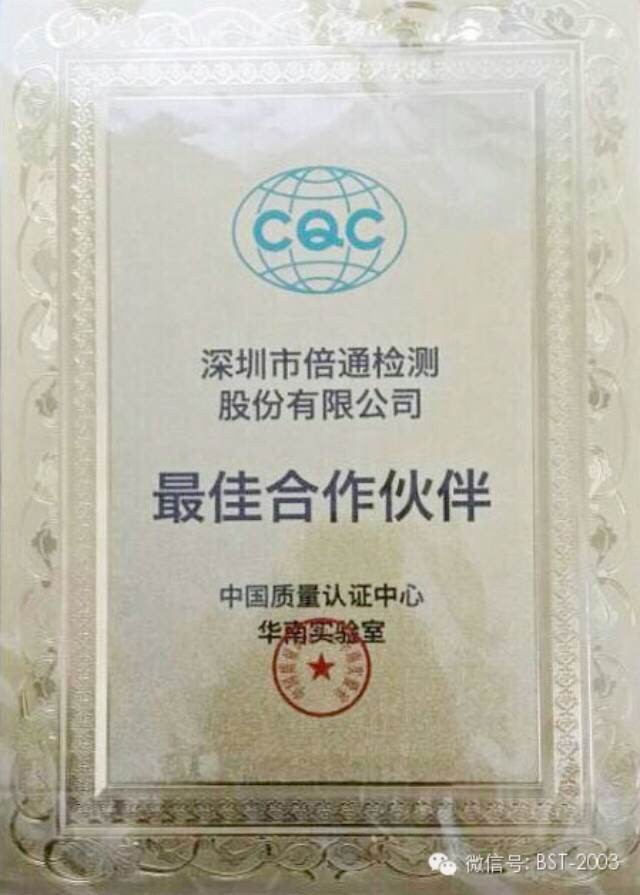 CQC
深圳市倍通检测
股份有限公司
最佳合作伙伴
中国质量认证中心
华南实验室
微信号: BST-2003